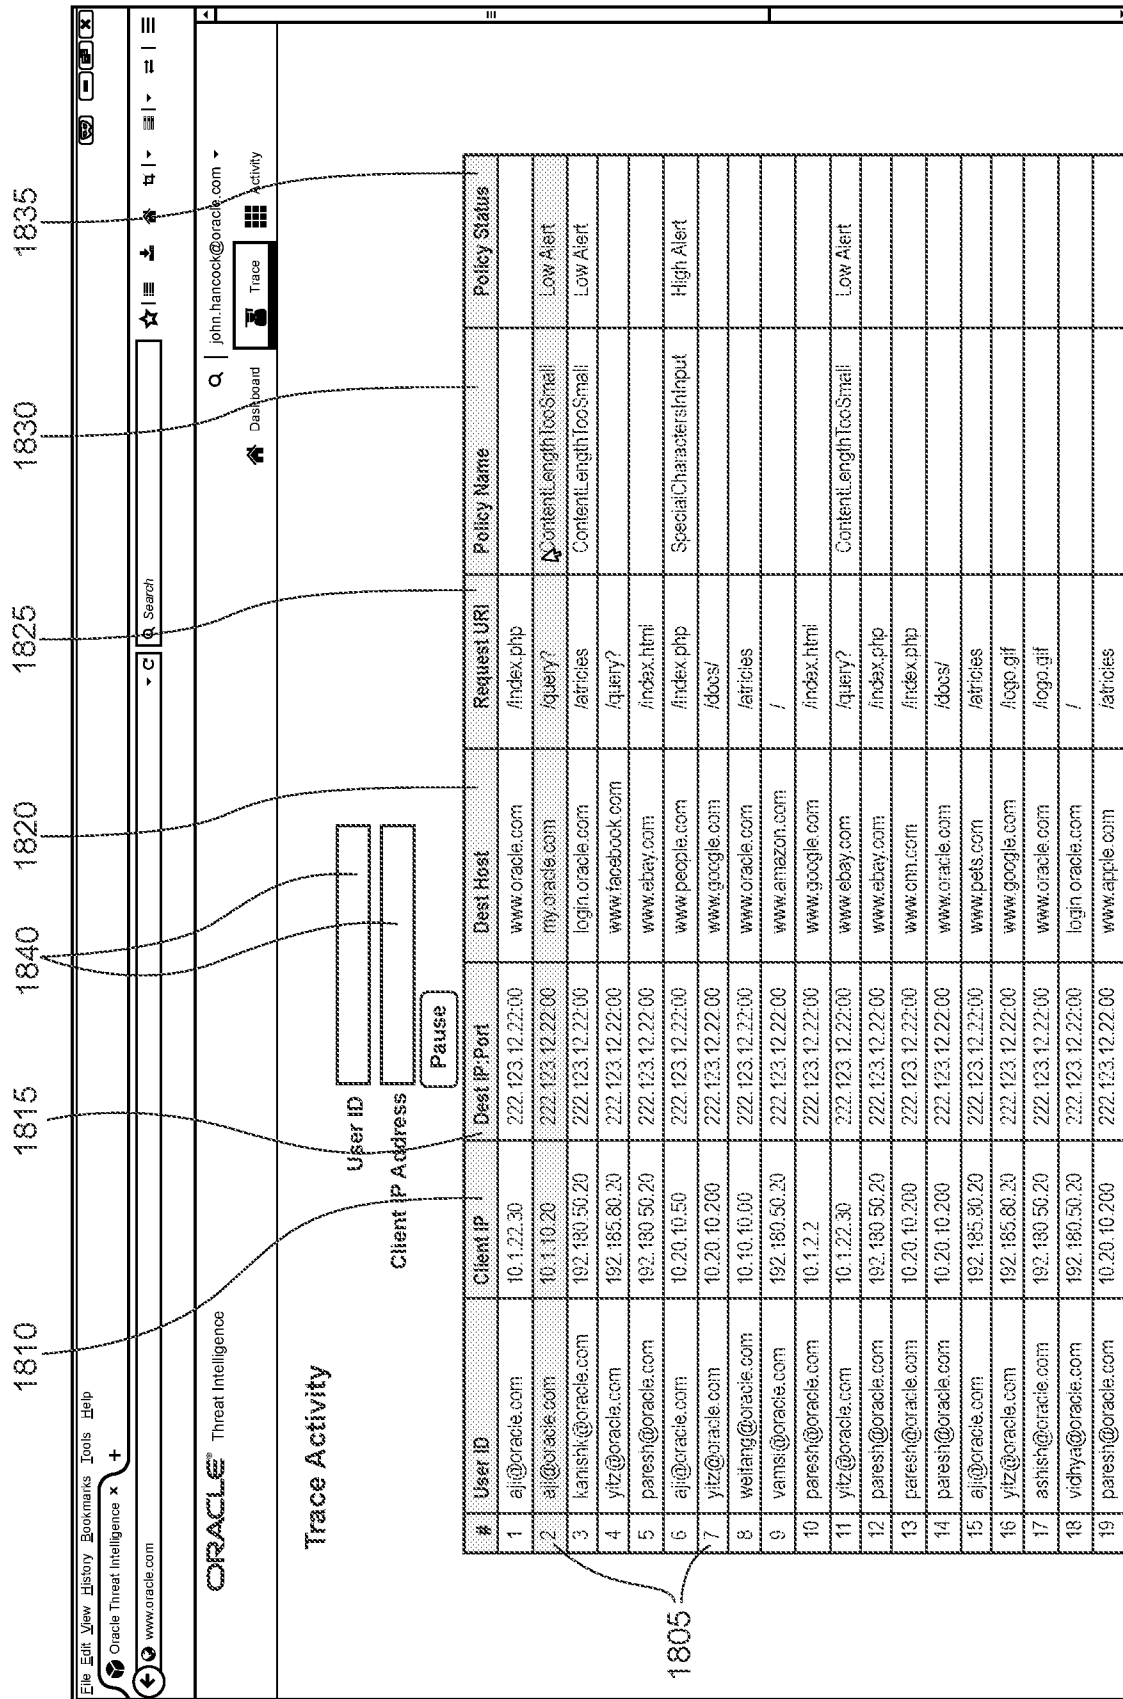 1810 1815 1840 1820 1825 1830 1835
File Edit View History Bookmarks Tools Help
Oracle Threat Intelligence × +
www.oracle.com Search
ORACLE® Threat Intelligence john.hancock@oracle.com
Dashboard Trace Activity
Trace Activity
User ID
Client IP Address
Pause
# User ID Client IP Dest IP:Port Dest Host Request URI Policy Name Policy Status
1 aji@oracle.com 10.1.22.30 222.123.12.22:00 www.oracle.com /index.php
2 aji@oracle.com 10.1.10.20 222.123.12.22:00 my.oracle.com /query? ContentLengthTooSmall Low Alert
3 kanishk@oracle.com 192.180.50.20 222.123.12.22:00 login.oracle.com /atricles ContentLengthTooSmall Low Alert
4 yitz@oracle.com 192.185.80.20 222.123.12.22:00 www.facebook.com /query?
5 paresh@oracle.com 192.180.50.20 222.123.12.22:00 www.ebay.com /index.html
6 aji@oracle.com 10.20.10.50 222.123.12.22:00 www.people.com /index.php SpecialCharactersInInput High Alert
7 yitz@oracle.com 10.20.10.200 222.123.12.22:00 www.google.com /docs/
8 weitang@oracle.com 10.10.10.00 222.123.12.22:00 www.oracle.com /atricles
9 vamsi@oracle.com 192.180.50.20 222.123.12.22:00 www.amazon.com /
10 paresh@oracle.com 10.1.2.2 222.123.12.22:00 www.google.com /index.html
11 yitz@oracle.com 10.1.22.30 222.123.12.22:00 www.ebay.com /query? ContentLengthTooSmall Low Alert
12 paresh@oracle.com 192.180.50.20 222.123.12.22:00 www.ebay.com /index.php
13 paresh@oracle.com 10.20.10.200 222.123.12.22:00 www.cnn.com /index.php
14 paresh@oracle.com 10.20.10.200 222.123.12.22:00 www.oracle.com /docs/
15 aji@oracle.com 192.185.80.20 222.123.12.22:00 www.pets.com /atricles
16 yitz@oracle.com 192.185.80.20 222.123.12.22:00 www.google.com /logo.gif
17 ashish@oracle.com 192.180.50.20 222.123.12.22:00 www.oracle.com /logo.gif
18 vidhya@oracle.com 192.180.50.20 222.123.12.22:00 login.oracle.com /
19 paresh@oracle.com 10.20.10.200 222.123.12.22:00 www.apple.com /atricles
1805